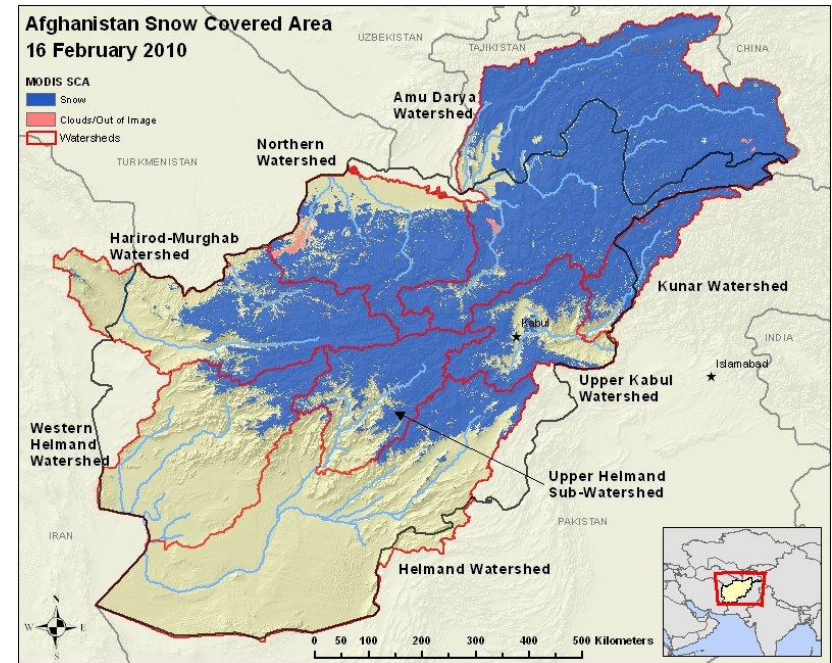 Afghanistan Snow Covered Area
16 February 2010
MODIS SCA
Snow
Clouds/Out of Image
Watersheds
UZBEKISTAN
TAJIKISTAN
CHINA
Amu Darya
Watershed
Northern
Watershed
TURKMENISTAN
Harirod-Murghab
Watershed
Kunar Watershed
Kabul
INDIA
Islamabad
Upper Kabul
Watershed
Western
Helmand
Watershed
Upper Helmand
Sub-Watershed
PAKISTAN
IRAN
Helmand Watershed
N
W
E
S
0 50 100 200 300 400 500 Kilometers